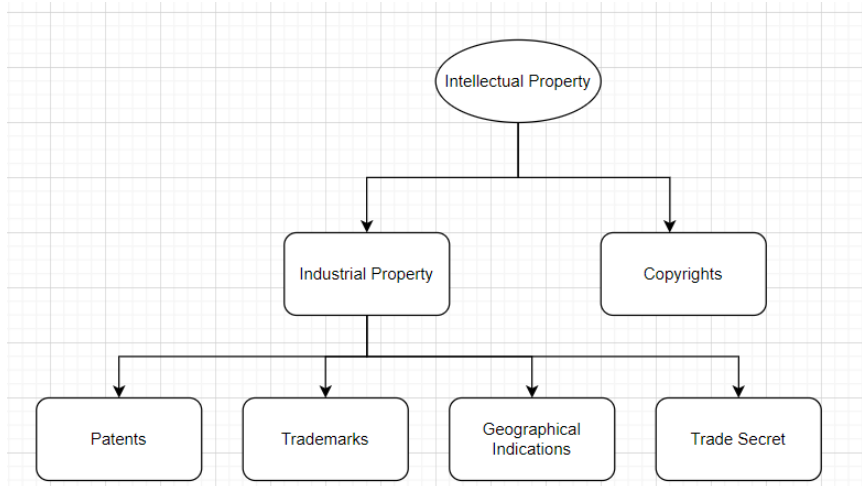 Intellectual Property
Industrial Property
Copyrights
Patents
Trademarks
Geographical
Indications
Trade Secret